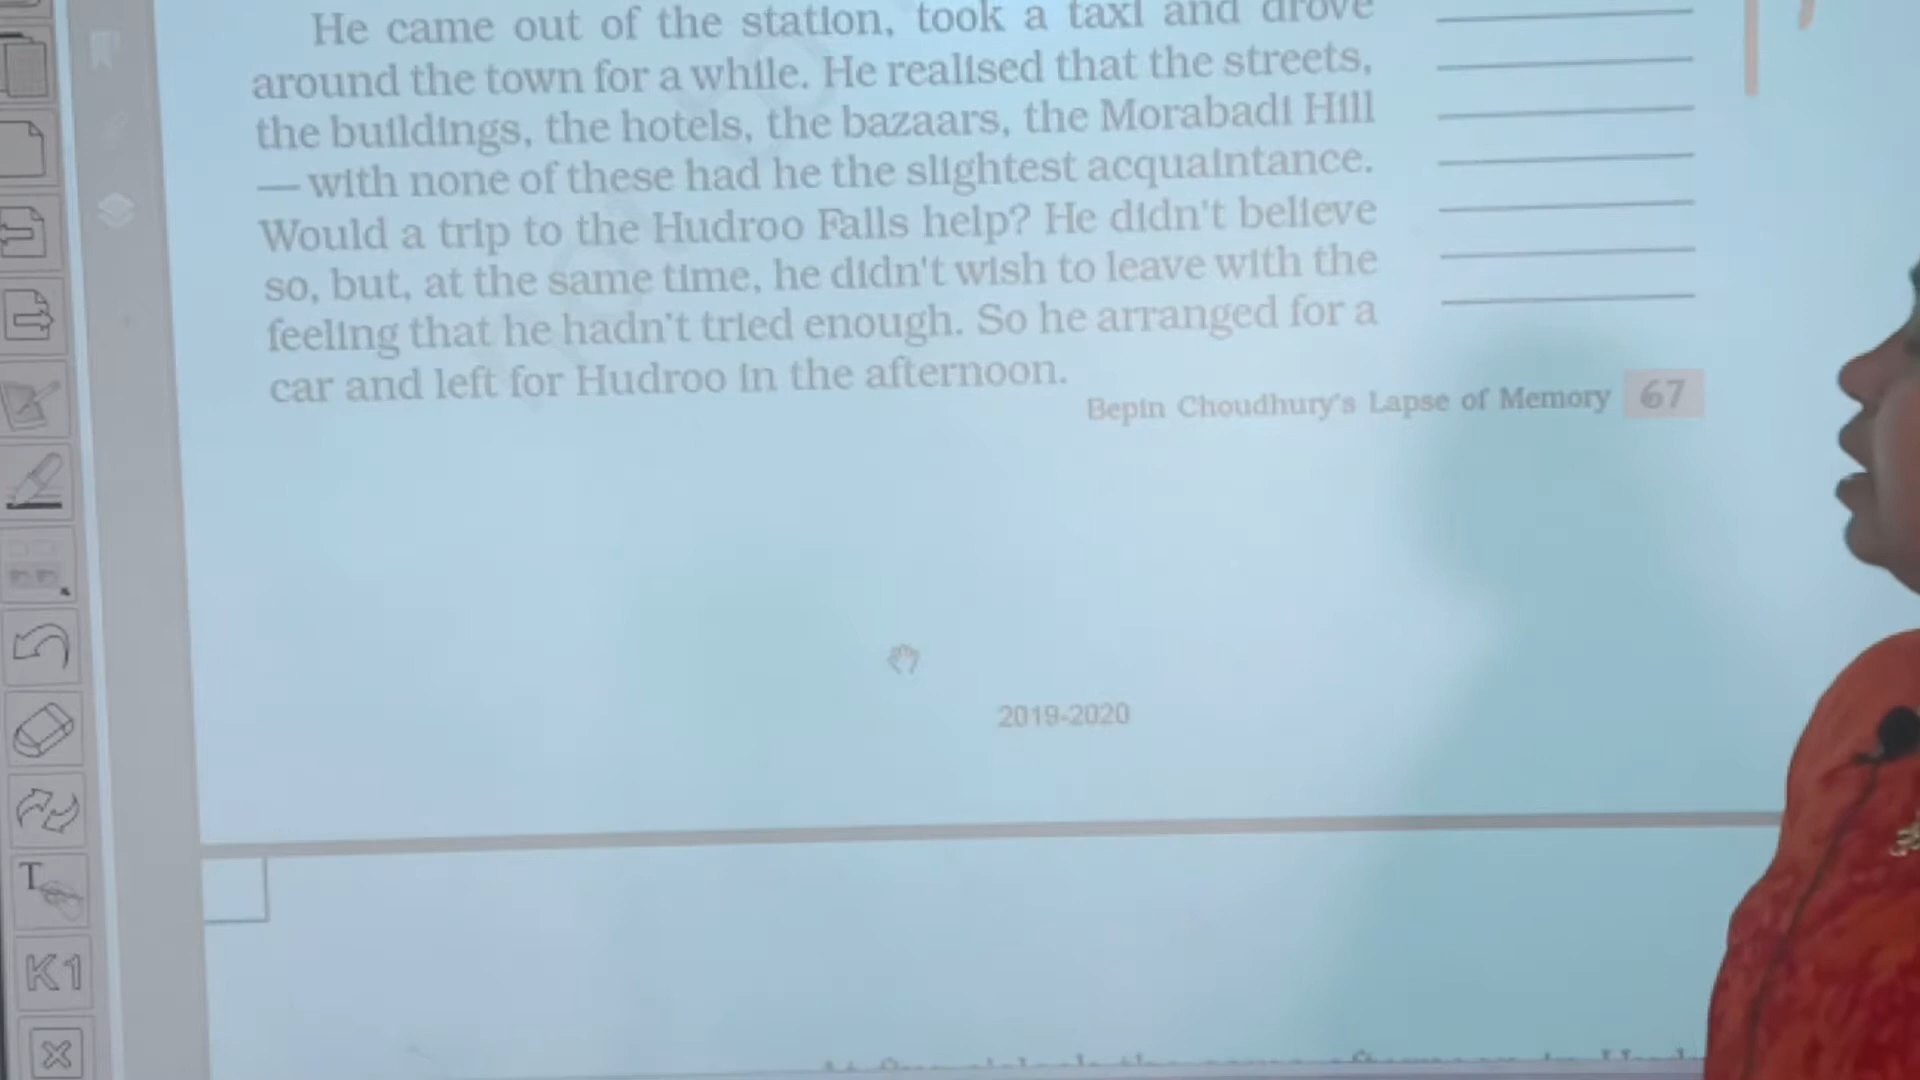 He came out of the station, took a taxi and drove
around the town for a while. He realised that the streets,
the buildings, the hotels, the bazaars, the Morabadi Hill
— with none of these had he the slightest acquaintance.
Would a trip to the Hudroo Falls help? He didn't believe
so, but, at the same time, he didn't wish to leave with the
feeling that he hadn't tried enough. So he arranged for a
car and left for Hudroo in the afternoon.
Bepin Choudhury's Lapse of Memory 67
2019-2020
T
K1